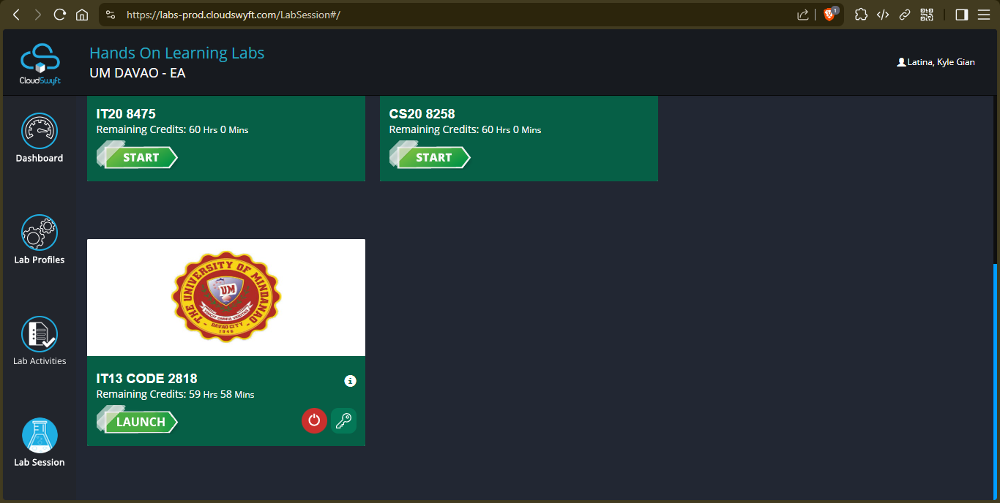 https://labs-prod.cloudswyft.com/LabSession#/
1
CloudSwyft
Hands On Learning Labs
UM DAVAO - EA
Latina, Kyle Gian
Dashboard
Lab Profiles
Lab Activities
Lab Session
IT20 8475
Remaining Credits: 60 Hrs 0 Mins
START
CS20 8258
Remaining Credits: 60 Hrs 0 Mins
START
THE UNIVERSITY OF MINDANAO
UM
DAVAO CITY
1946
IT13 CODE 2818
Remaining Credits: 59 Hrs 58 Mins
LAUNCH